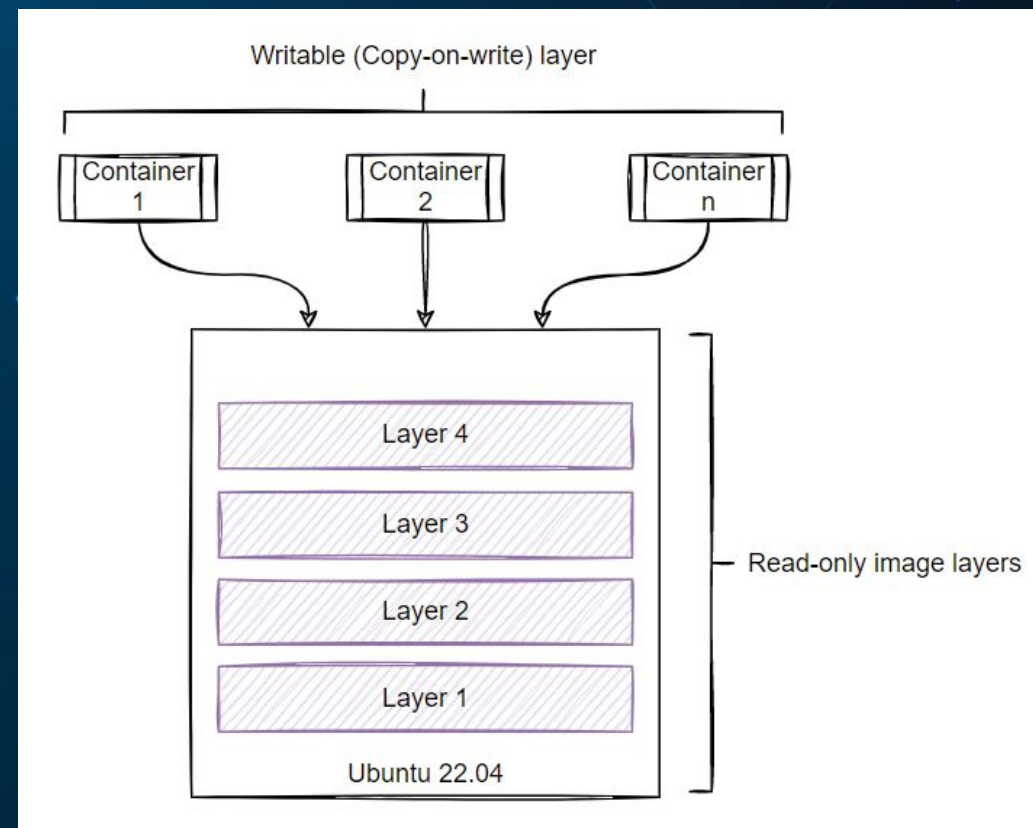 Writable (Copy-on-write) layer
Container
1
Container
2
Container
n
Layer 4
Layer 3
Layer 2
Layer 1
Ubuntu 22.04
Read-only image layers